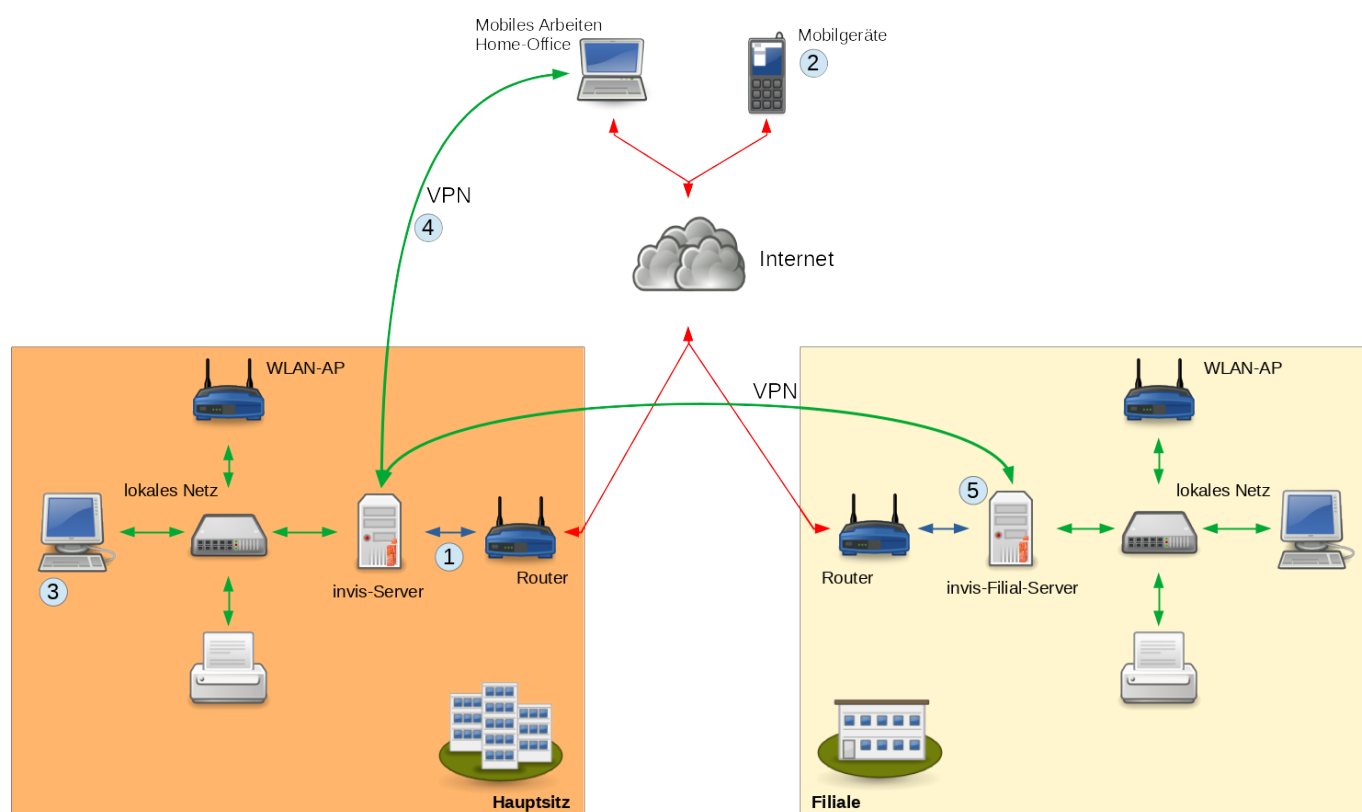 Mobiles Arbeiten
Home-Office
Mobilgeräte
2
VPN
4
Internet
WLAN-AP
lokales Netz
3
invis-Server
1
Router
Hauptsitz
VPN
WLAN-AP
5
lokales Netz
Router
invis-Filial-Server
Filiale